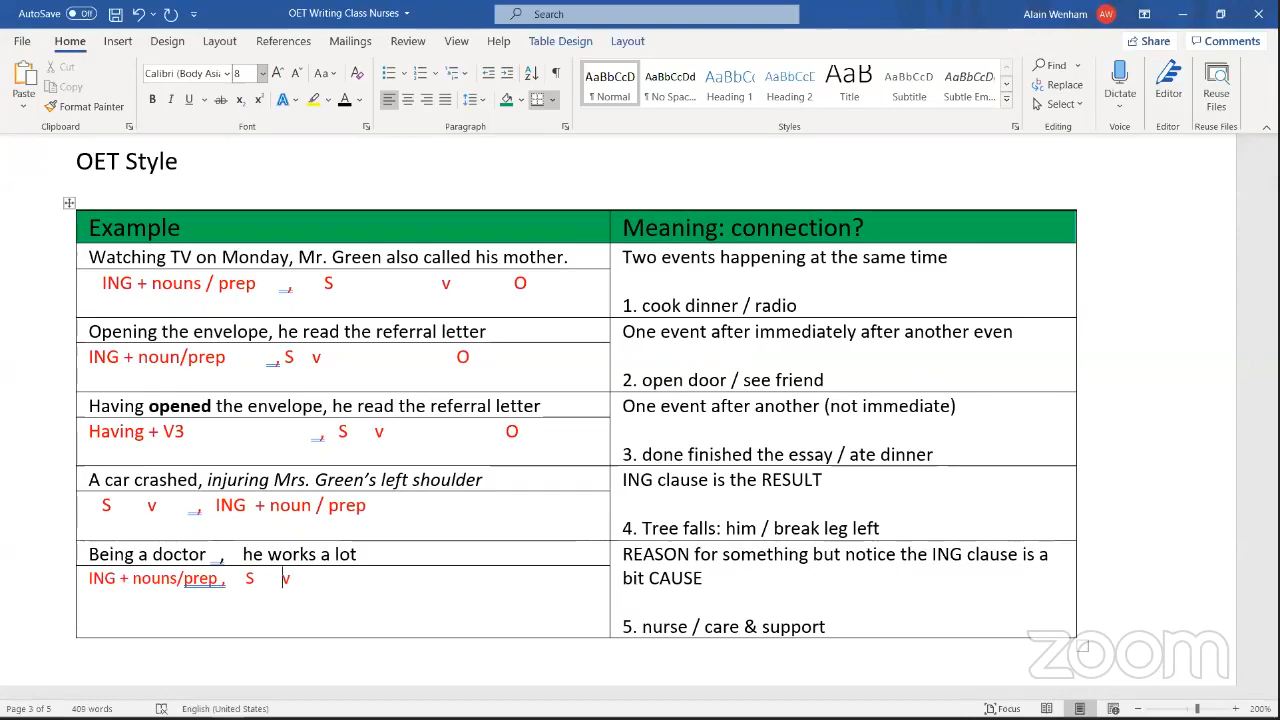 AutoSave Off OET Writing Class Nurses Search Alain Wenham AW
File Home Insert Design Layout References Mailings Review View Help Table Design Layout Share Comments
Paste Cut Copy Format Painter Calibri (Body Asia 8 Aa A
B I U ab x₂ x² A A
AaBbCcD AaBbCcDd AaBbC AaBbCcC AaB AaBbCcD AaBbCcD
¶ Normal ¶ No Spac... Heading 1 Heading 2 Title Subtitle Subtle Em...
Find Replace Select Dictate Editor Reuse Files
Clipboard Font Paragraph Styles Editing Voice Editor Reuse Files
OET Style
Example Meaning: connection?
Watching TV on Monday, Mr. Green also called his mother. Two events happening at the same time
ING + nouns / prep , S v O
1. cook dinner / radio
Opening the envelope, he read the referral letter One event after immediately after another even
ING + noun/prep , S v O
2. open door / see friend
Having opened the envelope, he read the referral letter One event after another (not immediate)
Having + V3 , S v O
3. done finished the essay / ate dinner
A car crashed, injuring Mrs. Green's left shoulder ING clause is the RESULT
S v , ING + noun / prep
4. Tree falls: him / break leg left
Being a doctor , he works a lot REASON for something but notice the ING clause is a
ING + nouns/prep , S v bit CAUSE
5. nurse / care & support
zoom
Page 3 of 5 409 words English (United States) Focus 200%